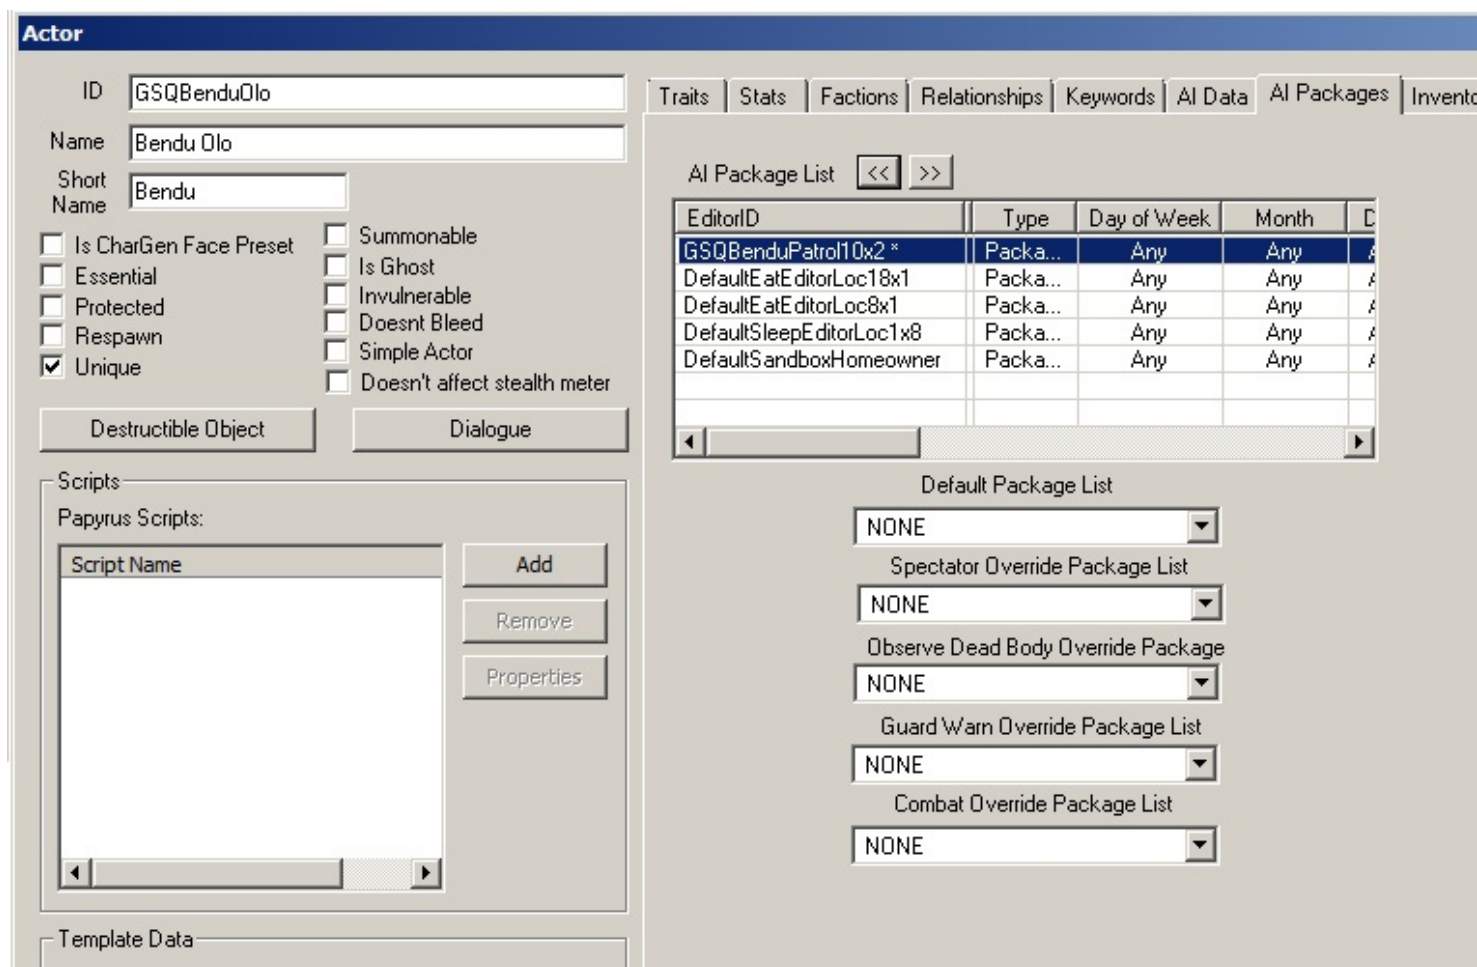 Actor
ID GSQBenduOlo
Name Bendu Olo
Short Name Bendu
Is CharGen Face Preset
Essential
Protected
Respawn
Unique
Summonable
Is Ghost
Invulnerable
Doesnt Bleed
Simple Actor
Doesn't affect stealth meter
Destructible Object Dialogue
Scripts
Papyrus Scripts:
Script Name
Add
Remove
Properties
Template Data
Traits Stats Factions Relationships Keywords AI Data AI Packages
AI Package List << >>
EditorID Type Day of Week Month
GSQBenduPatrol10x2 * Packa... Any Any
DefaultEatEditorLoc18x1 Packa... Any Any
DefaultEatEditorLoc8x1 Packa... Any Any
DefaultSleepEditorLoc1x8 Packa... Any Any
DefaultSandboxHomeowner Packa... Any Any
Default Package List
NONE
Spectator Override Package List
NONE
Observe Dead Body Override Package
NONE
Guard Warn Override Package List
NONE
Combat Override Package List
NONE